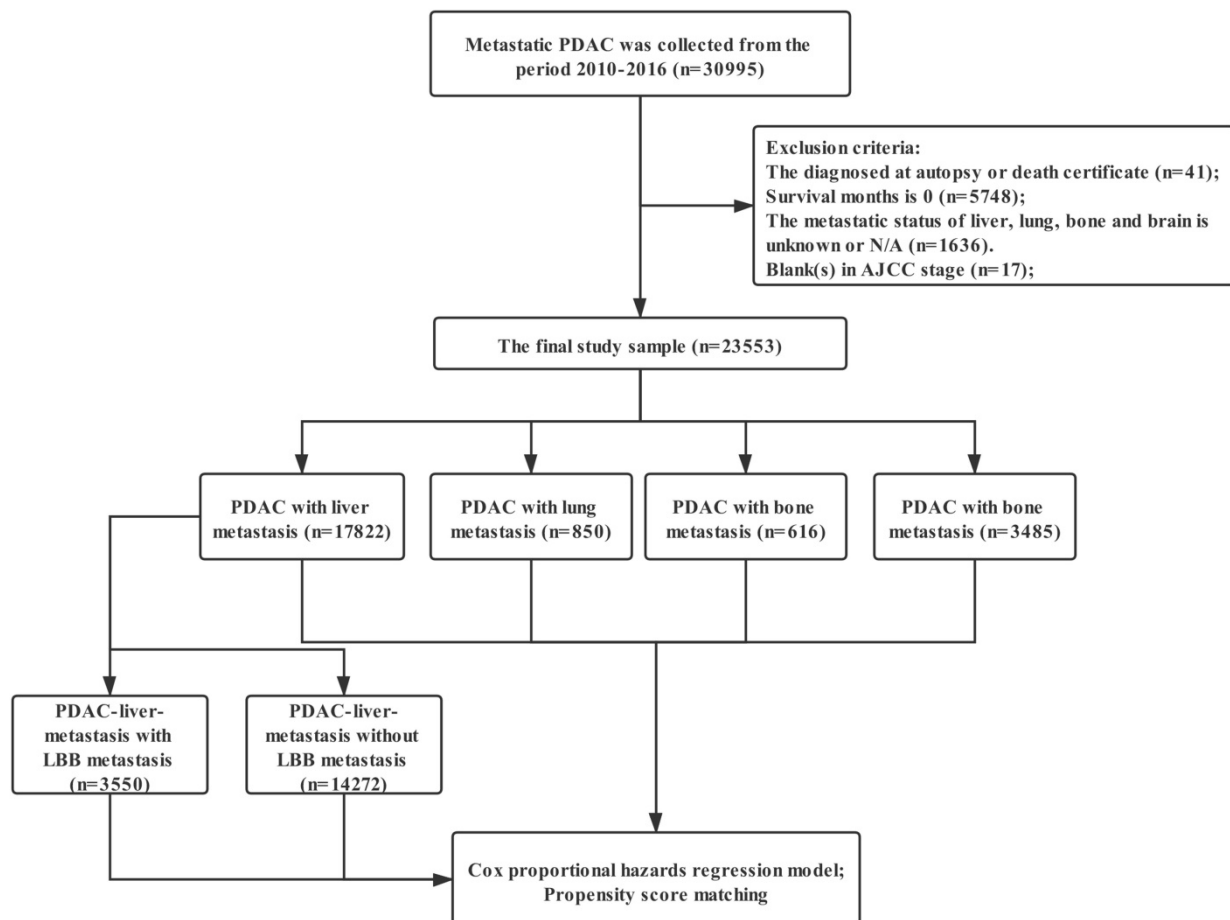 Metastatic PDAC was collected from the
period 2010-2016 (n=30995)
Exclusion criteria:
The diagnosed at autopsy or death certificate (n=41);
Survival months is 0 (n=5748);
The metastatic status of liver, lung, bone and brain is
unknown or N/A (n=1636).
Blank(s) in AJCC stage (n=17);
The final study sample (n=23553)
PDAC with liver
metastasis (n=17822)
PDAC with lung
metastasis (n=850)
PDAC with bone
metastasis (n=616)
PDAC with bone
metastasis (n=3485)
PDAC-liver-
metastasis with
LBB metastasis
(n=3550)
PDAC-liver-
metastasis without
LBB metastasis
(n=14272)
Cox proportional hazards regression model;
Propensity score matching